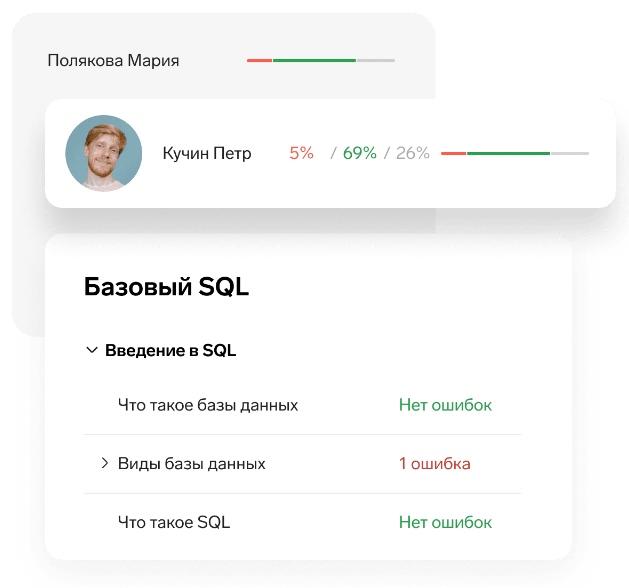 Полякова Мария
Кучин Петр 5% / 69% / 26%
Базовый SQL
Введение в SQL
Что такое базы данных Нет ошибок
Виды базы данных 1 ошибка
Что такое SQL Нет ошибок